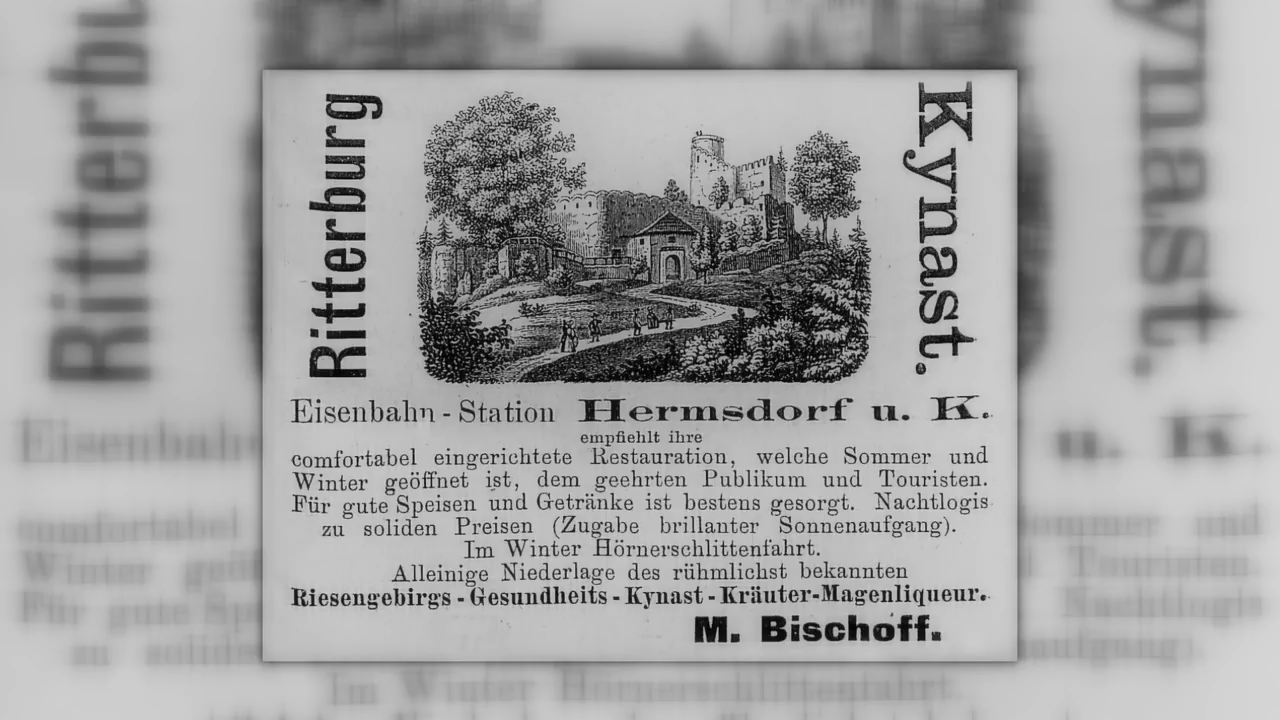 Ritterburg
Kynast.
Eisenbahn - Station Hermsdorf u. K.
empfiehlt ihre
comfortabel eingerichtete Restauration, welche Sommer und
Winter geöffnet ist, dem geehrten Publikum und Touristen.
Für gute Speisen und Getränke ist bestens gesorgt. Nachtlogis
zu soliden Preisen (Zugabe brillanter Sonnenaufgang).
Im Winter Hörnerschlittenfahrt.
Alleinige Niederlage des rühmlichst bekannten
Riesengebirgs - Gesundheits - Kynast - Kräuter-Magenliqueur.
M. Bischoff.